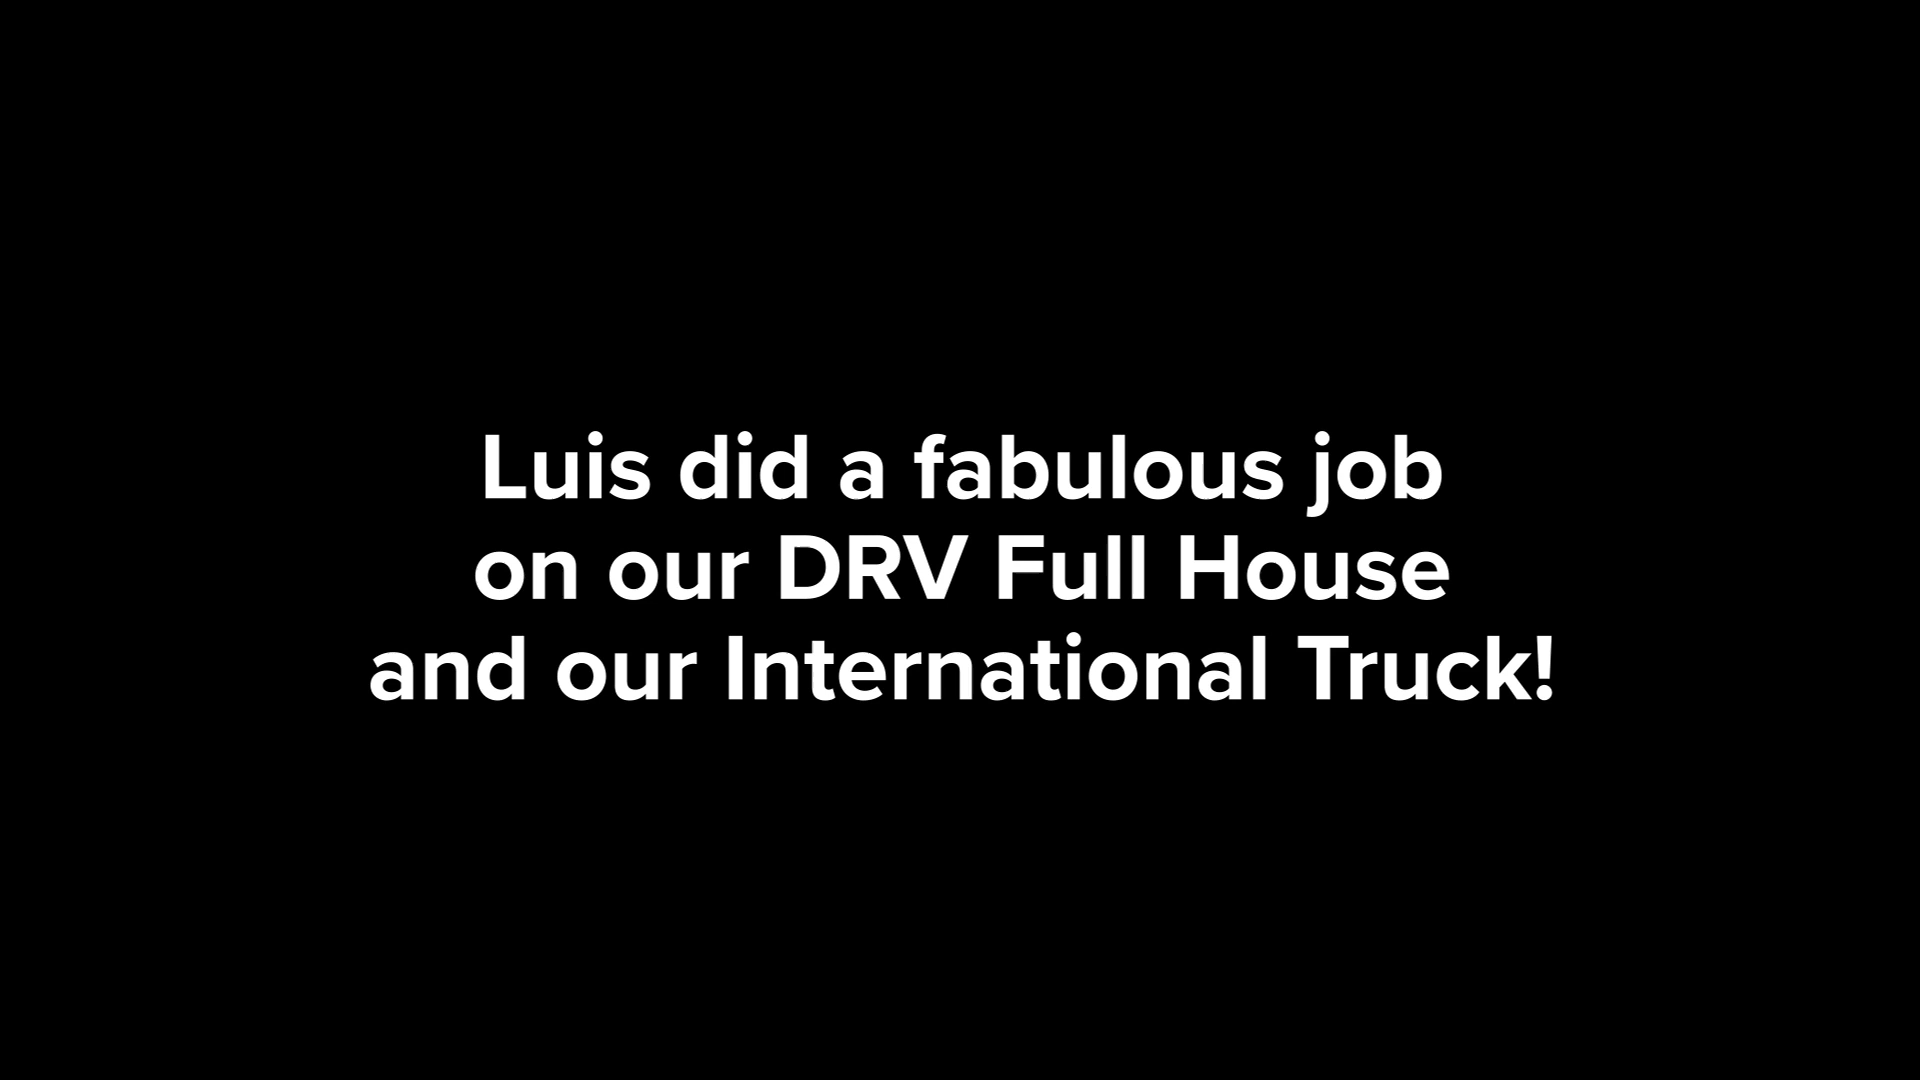 Luis did a fabulous job
on our DRV Full House
and our International Truck!